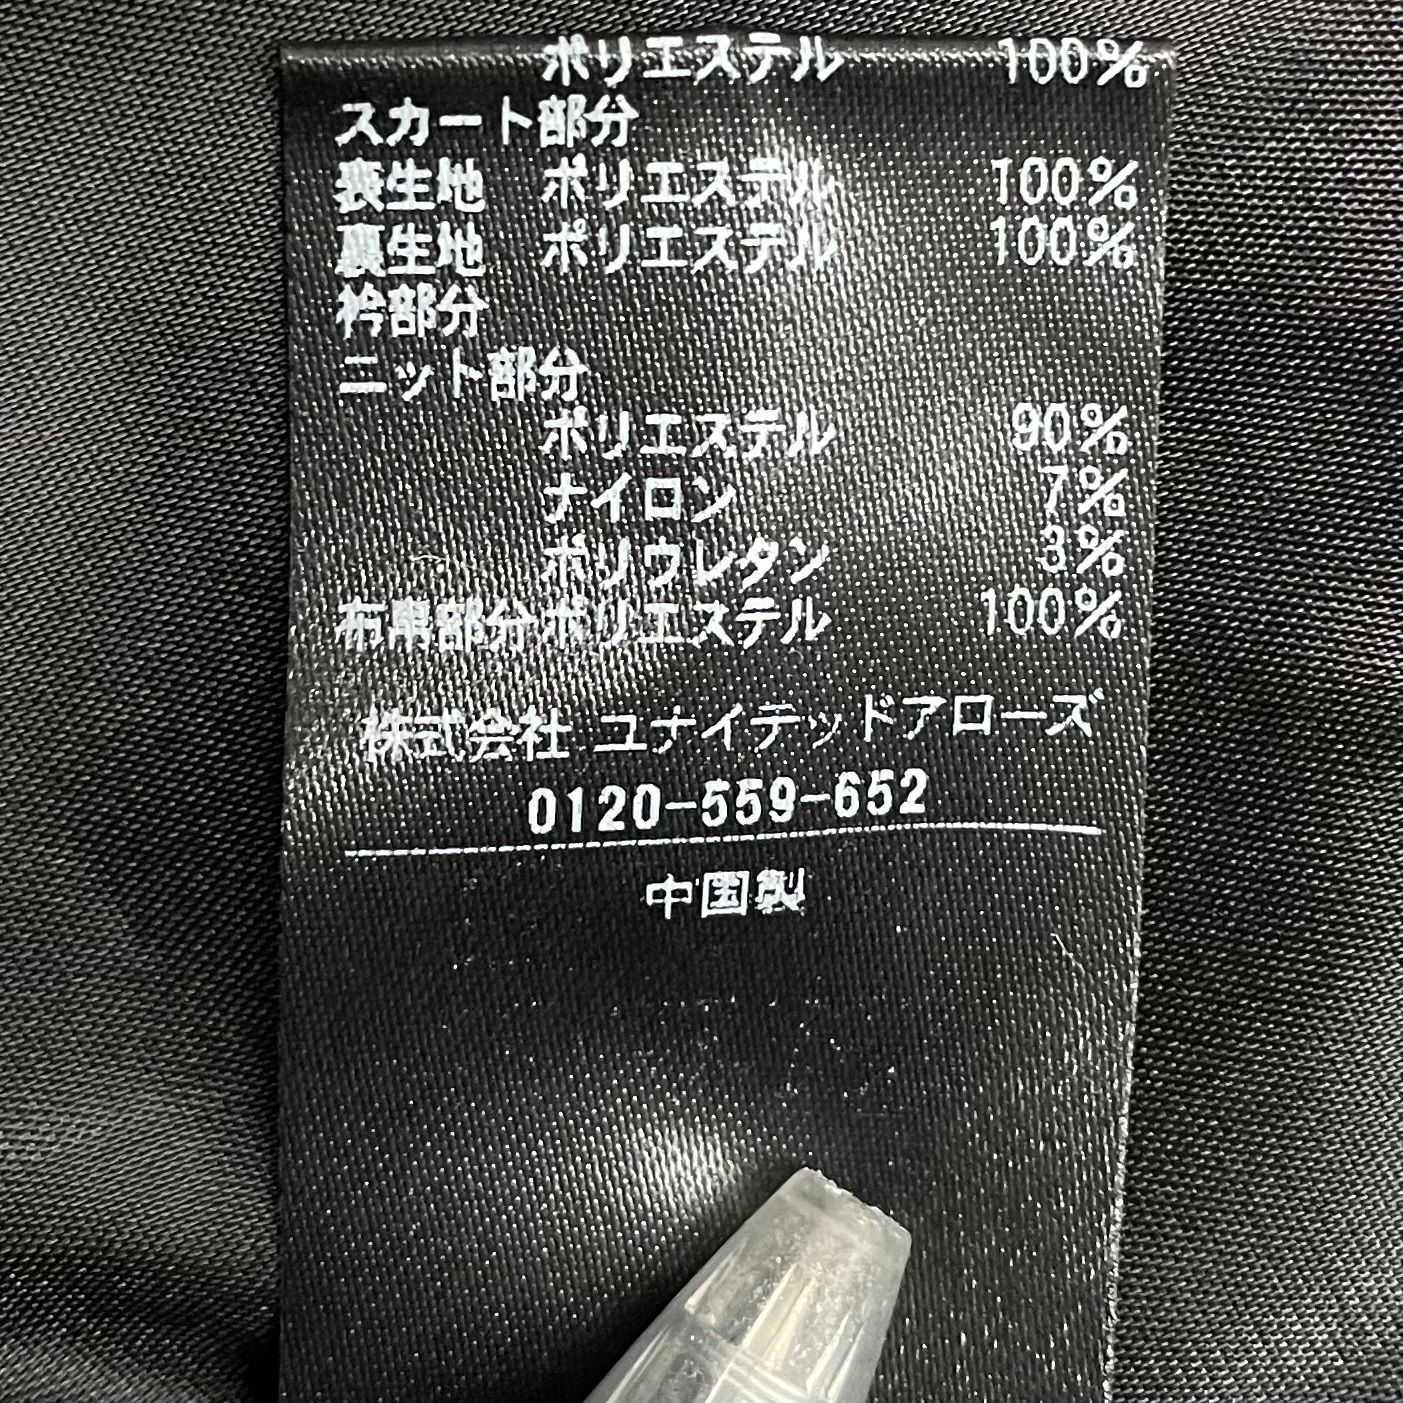 ポリエステル 100%
スカート部分
表生地 ポリエステル 100%
裏生地 ポリエステル 100%
衿部分
ニット部分
ポリエステル 90%
ナイロン 7%
ポリウレタン 3%
布帛部分ポリエステル 100%
株式会社 ユナイテッドアローズ
0120-559-652
中国製